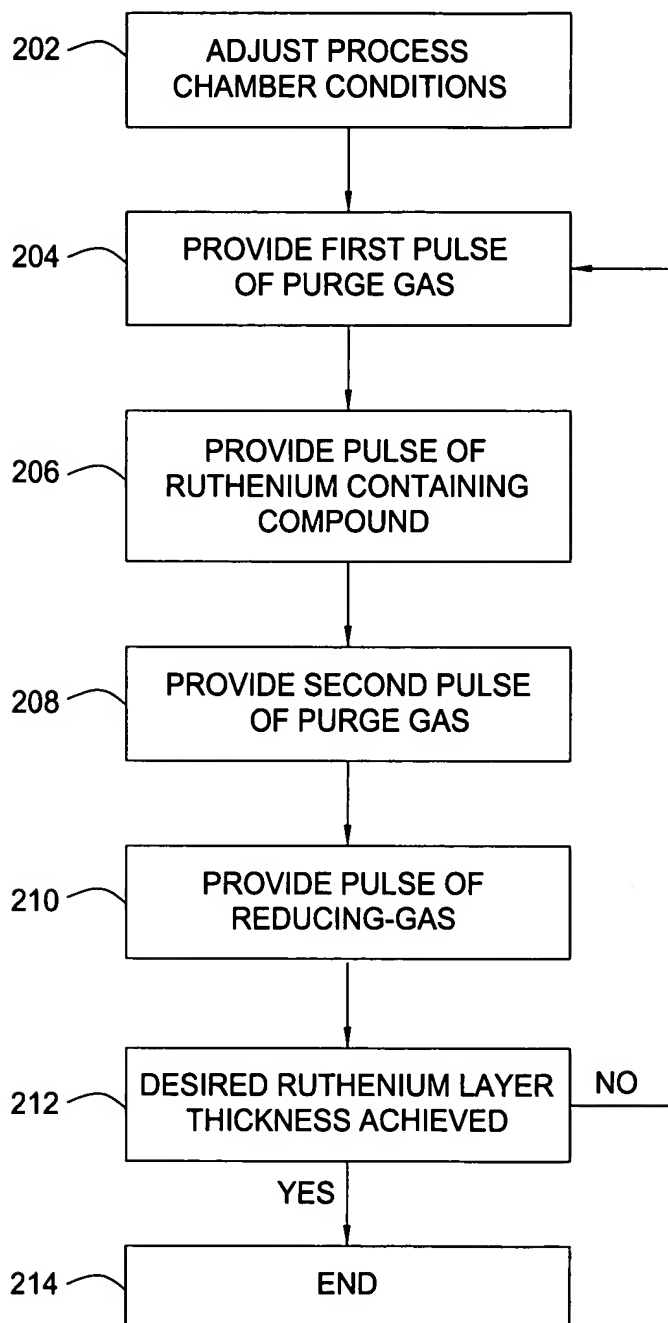 202
ADJUST PROCESS
CHAMBER CONDITIONS
204
PROVIDE FIRST PULSE
OF PURGE GAS
206
PROVIDE PULSE OF
RUTHENIUM CONTAINING
COMPOUND
208
PROVIDE SECOND PULSE
OF PURGE GAS
210
PROVIDE PULSE OF
REDUCING-GAS
212
DESIRED RUTHENIUM LAYER
THICKNESS ACHIEVED
NO
YES
214
END